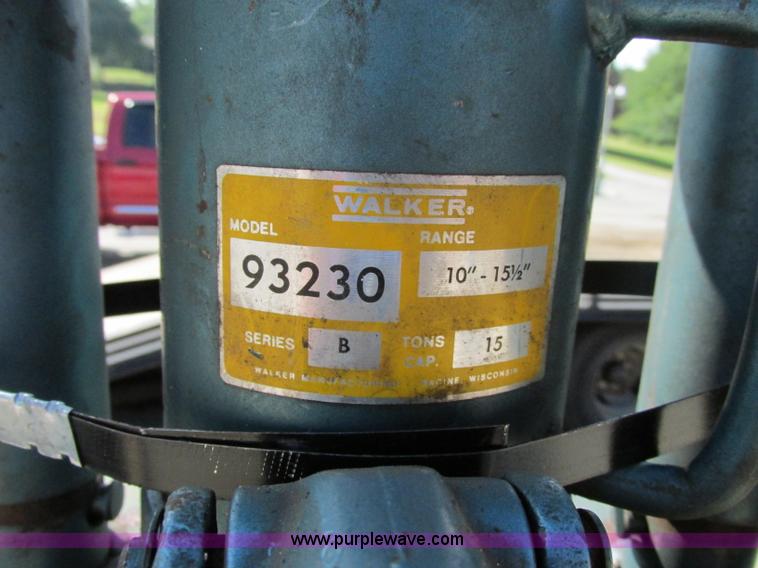 WALKER®
MODEL RANGE
93230 10" - 15½"
SERIES B TONS CAP. 15
WALKER MANUFACTURING RACINE, WISCONSIN
www.purplewave.com